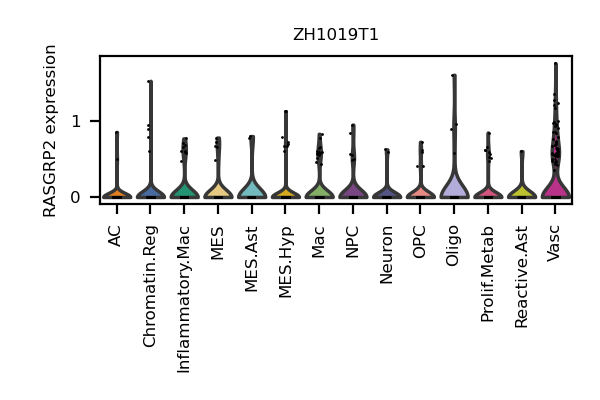 ZH1019T1
RASGRP2 expression
1
0
AC
Chromatin.Reg
Inflammatory.Mac
MES
MES.Ast
MES.Hyp
Mac
NPC
Neuron
OPC
Oligo
Prolif.Metab
Reactive.Ast
Vasc